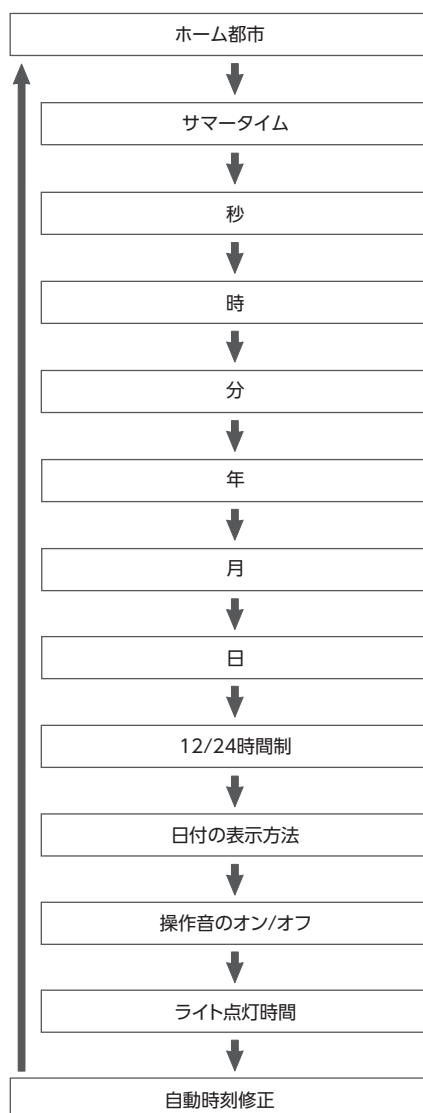 ホーム都市
サマータイム
秒
時
分
年
月
日
12/24時間制
日付の表示方法
操作音のオン/オフ
ライト点灯時間
自動時刻修正